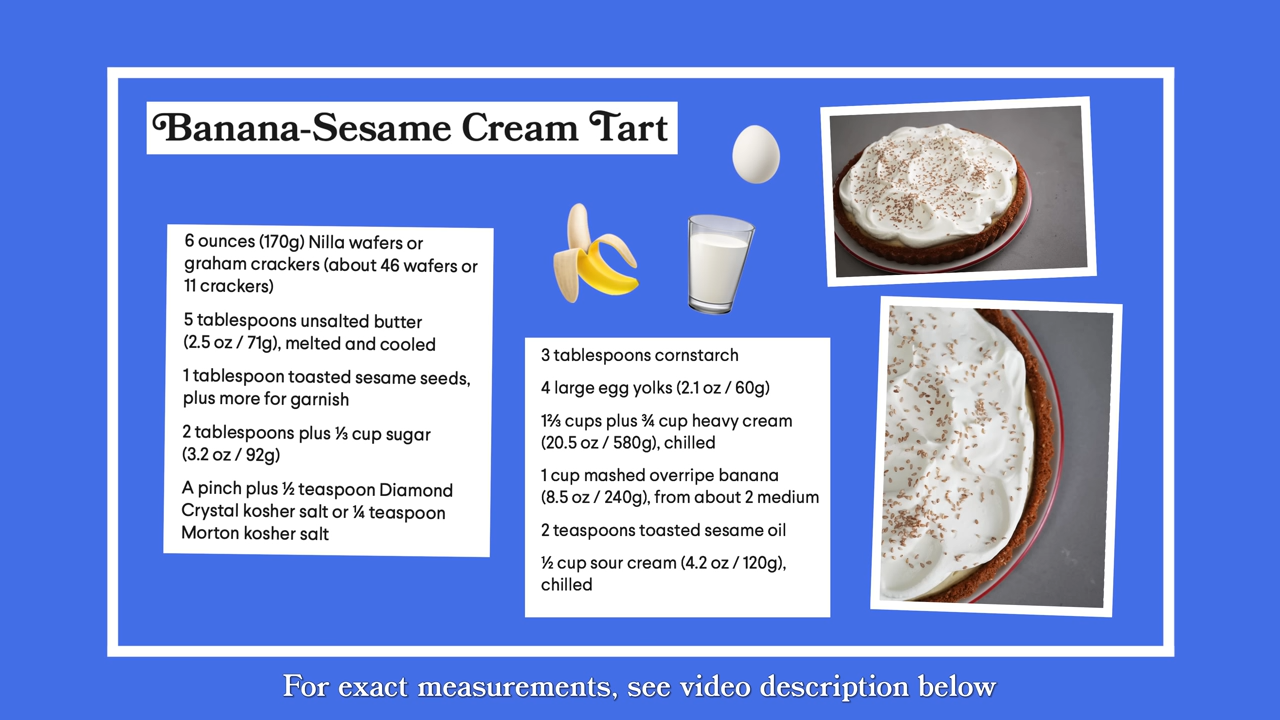 Banana-Sesame Cream Tart
6 ounces (170g) Nilla wafers or
graham crackers (about 46 wafers or
11 crackers)
5 tablespoons unsalted butter
(2.5 oz / 71g), melted and cooled
1 tablespoon toasted sesame seeds,
plus more for garnish
2 tablespoons plus ⅓ cup sugar
(3.2 oz / 92g)
A pinch plus ½ teaspoon Diamond
Crystal kosher salt or ¼ teaspoon
Morton kosher salt
3 tablespoons cornstarch
4 large egg yolks (2.1 oz / 60g)
1⅔ cups plus ¾ cup heavy cream
(20.5 oz / 580g), chilled
1 cup mashed overripe banana
(8.5 oz / 240g), from about 2 medium
2 teaspoons toasted sesame oil
½ cup sour cream (4.2 oz / 120g),
chilled
For exact measurements, see video description below